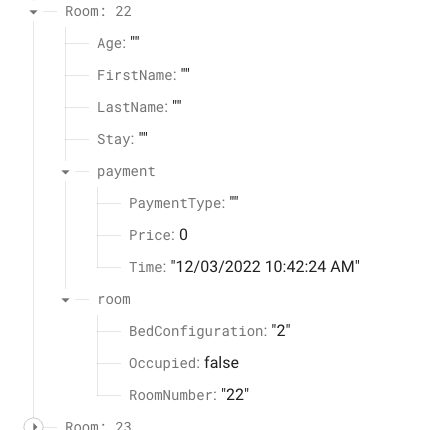 Room: 22
Age: ""
FirstName: ""
LastName: ""
Stay: ""
payment
PaymentType: ""
Price: 0
Time: "12/03/2022 10:42:24 AM"
room
BedConfiguration: "2"
Occupied: false
RoomNumber: "22"
Room: 23